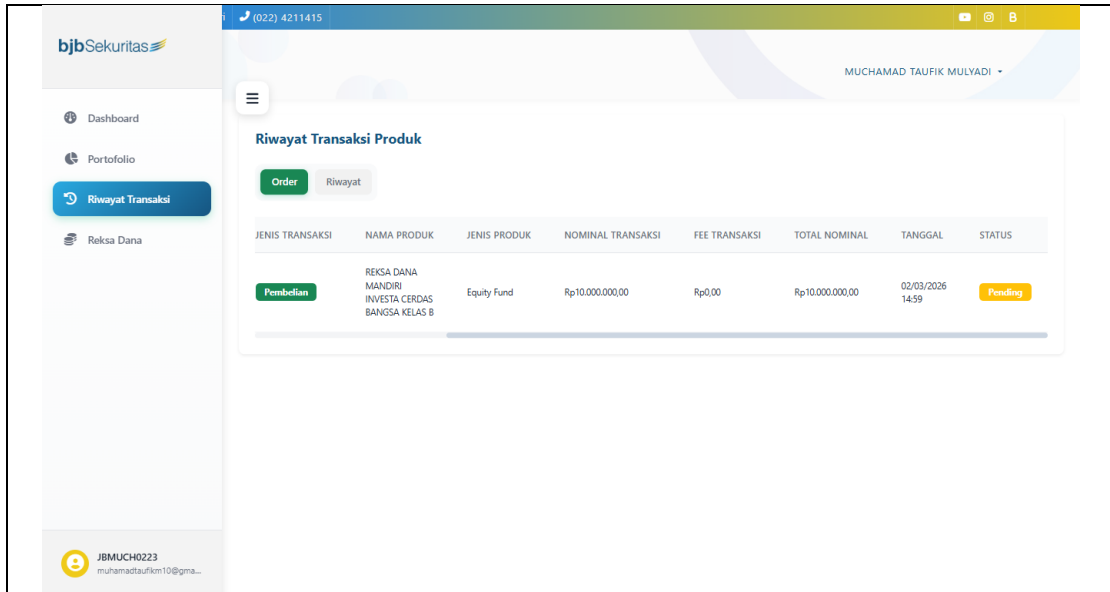 (022) 4211415
bjbSekuritas
MUCHAMAD TAUFIK MULYADI
Dashboard
Portofolio
Riwayat Transaksi
Reksa Dana
Riwayat Transaksi Produk
Order Riwayat
JENIS TRANSAKSI NAMA PRODUK JENIS PRODUK NOMINAL TRANSAKSI FEE TRANSAKSI TOTAL NOMINAL TANGGAL STATUS
REKSA DANA
MANDIRI
Pembelian INVESTA CERDAS Equity Fund Rp10.000.000,00 Rp0,00 Rp10.000.000,00 02/03/2026 14:59 Pending
BANGSA KELAS B
JBMUCH0223
muhamadtaufikm10@gma...